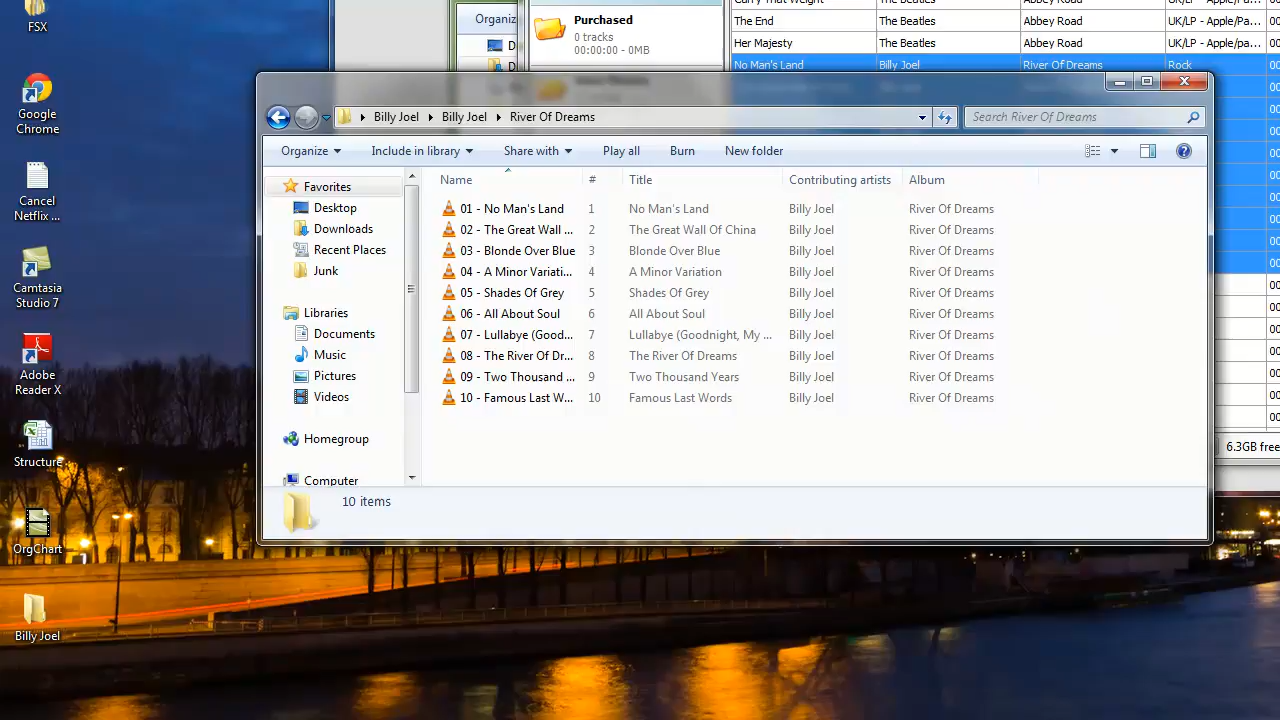 FSX
Google
Chrome
Cancel
Netflix ...
Camtasia
Studio 7
Adobe
Reader X
Structure
OrgChart
Billy Joel
Organiz
Purchased
0 tracks
00:00:00 - 0MB
The End The Beatles Abbey Road UK/LP - Apple/Pa...
Her Majesty The Beatles Abbey Road UK/LP - Apple/pa...
No Man's Land Billy Joel River Of Dreams Rock
Billy Joel Billy Joel River Of Dreams
Search River Of Dreams
Organize Include in library Share with Play all Burn New folder
Name # Title Contributing artists Album
Favorites
Desktop
Downloads
Recent Places
Junk
Libraries
Documents
Music
Pictures
Videos
Homegroup
Computer
01 - No Man's Land 1 No Man's Land Billy Joel River Of Dreams
02 - The Great Wall ... 2 The Great Wall Of China Billy Joel River Of Dreams
03 - Blonde Over Blue 3 Blonde Over Blue Billy Joel River Of Dreams
04 - A Minor Variati... 4 A Minor Variation Billy Joel River Of Dreams
05 - Shades Of Grey 5 Shades Of Grey Billy Joel River Of Dreams
06 - All About Soul 6 All About Soul Billy Joel River Of Dreams
07 - Lullabye (Good... 7 Lullabye (Goodnight, My ... Billy Joel River Of Dreams
08 - The River Of Dr... 8 The River Of Dreams Billy Joel River Of Dreams
09 - Two Thousand ... 9 Two Thousand Years Billy Joel River Of Dreams
10 - Famous Last W... 10 Famous Last Words Billy Joel River Of Dreams
10 items
6.3GB free